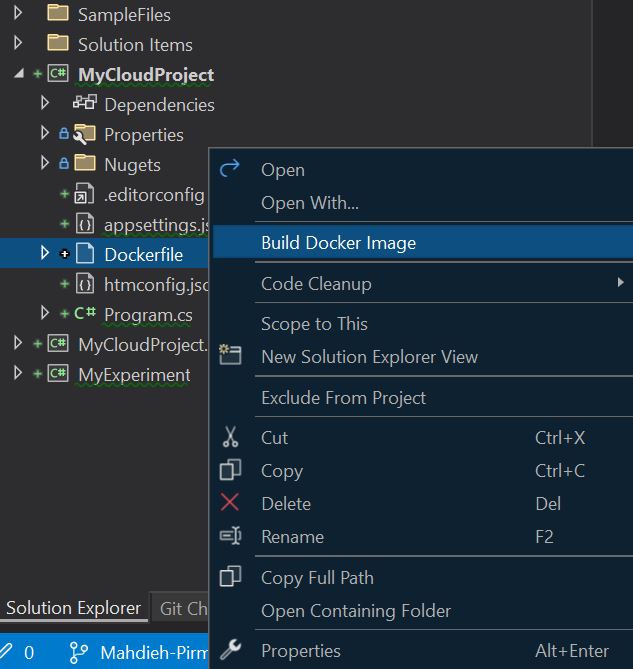 SampleFiles
Solution Items
MyCloudProject
Dependencies
Properties
Nugets
.editorconfig
appsettings.js
Dockerfile
htmconfig.jsc
Program.cs
MyCloudProject.
MyExperiment
Open
Open With...
Build Docker Image
Code Cleanup
Scope to This
New Solution Explorer View
Exclude From Project
Cut Ctrl+X
Copy Ctrl+C
Delete Del
Rename F2
Copy Full Path
Open Containing Folder
Properties Alt+Enter
Solution Explorer Git Ch
0 Mahdieh-Pirm